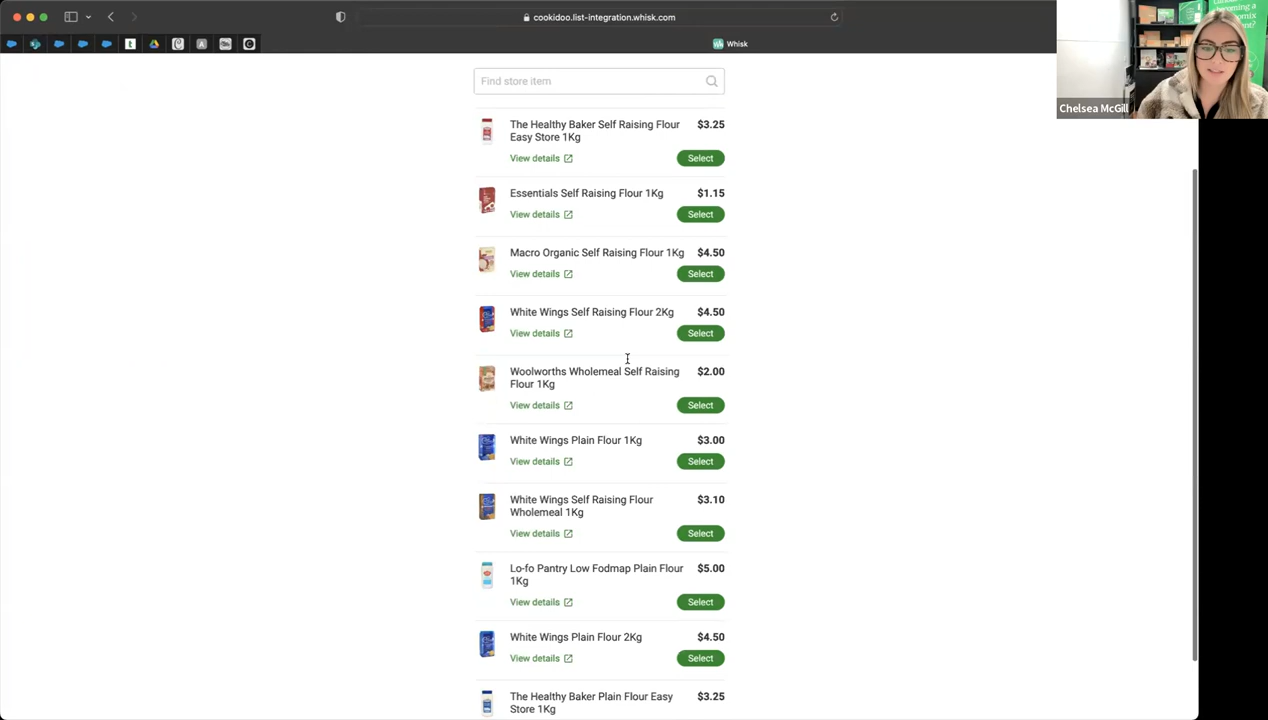 cookidoo.list-integration.whisk.com
Whisk
Chelsea McGill
Find store item
The Healthy Baker Self Raising Flour
Easy Store 1Kg
$3.25
View details
Select
Essentials Self Raising Flour 1Kg
$1.15
View details
Select
Macro Organic Self Raising Flour 1Kg
$4.50
View details
Select
White Wings Self Raising Flour 2Kg
$4.50
View details
Select
Woolworths Wholemeal Self Raising
Flour 1Kg
$2.00
View details
Select
White Wings Plain Flour 1Kg
$3.00
View details
Select
White Wings Self Raising Flour
Wholemeal 1Kg
$3.10
View details
Select
Lo-fo Pantry Low Fodmap Plain Flour
1Kg
$5.00
View details
Select
White Wings Plain Flour 2Kg
$4.50
View details
Select
The Healthy Baker Plain Flour Easy
Store 1Kg
$3.25